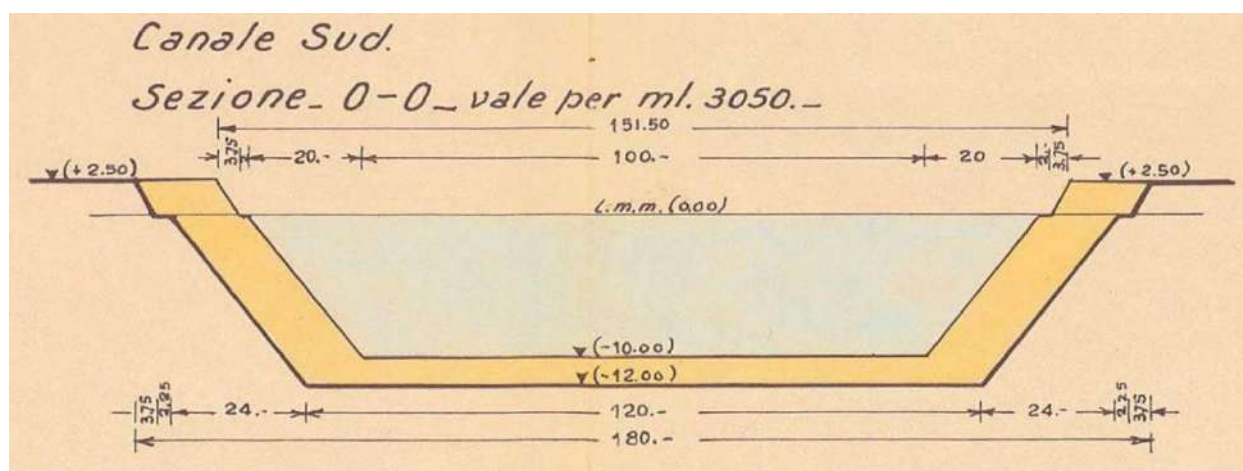 Canale Sud.
Sezione_ O-O_ vale per ml. 3050._
151.50
3.75 20.- 100.- 20 2.- 3.75
(+2.50) (+2.50)
L.m.m. (0.00)
(-10.00)
(-12.00)
3.75 2.25 24.- 120.- 24.- 2.25 3.75
180.-